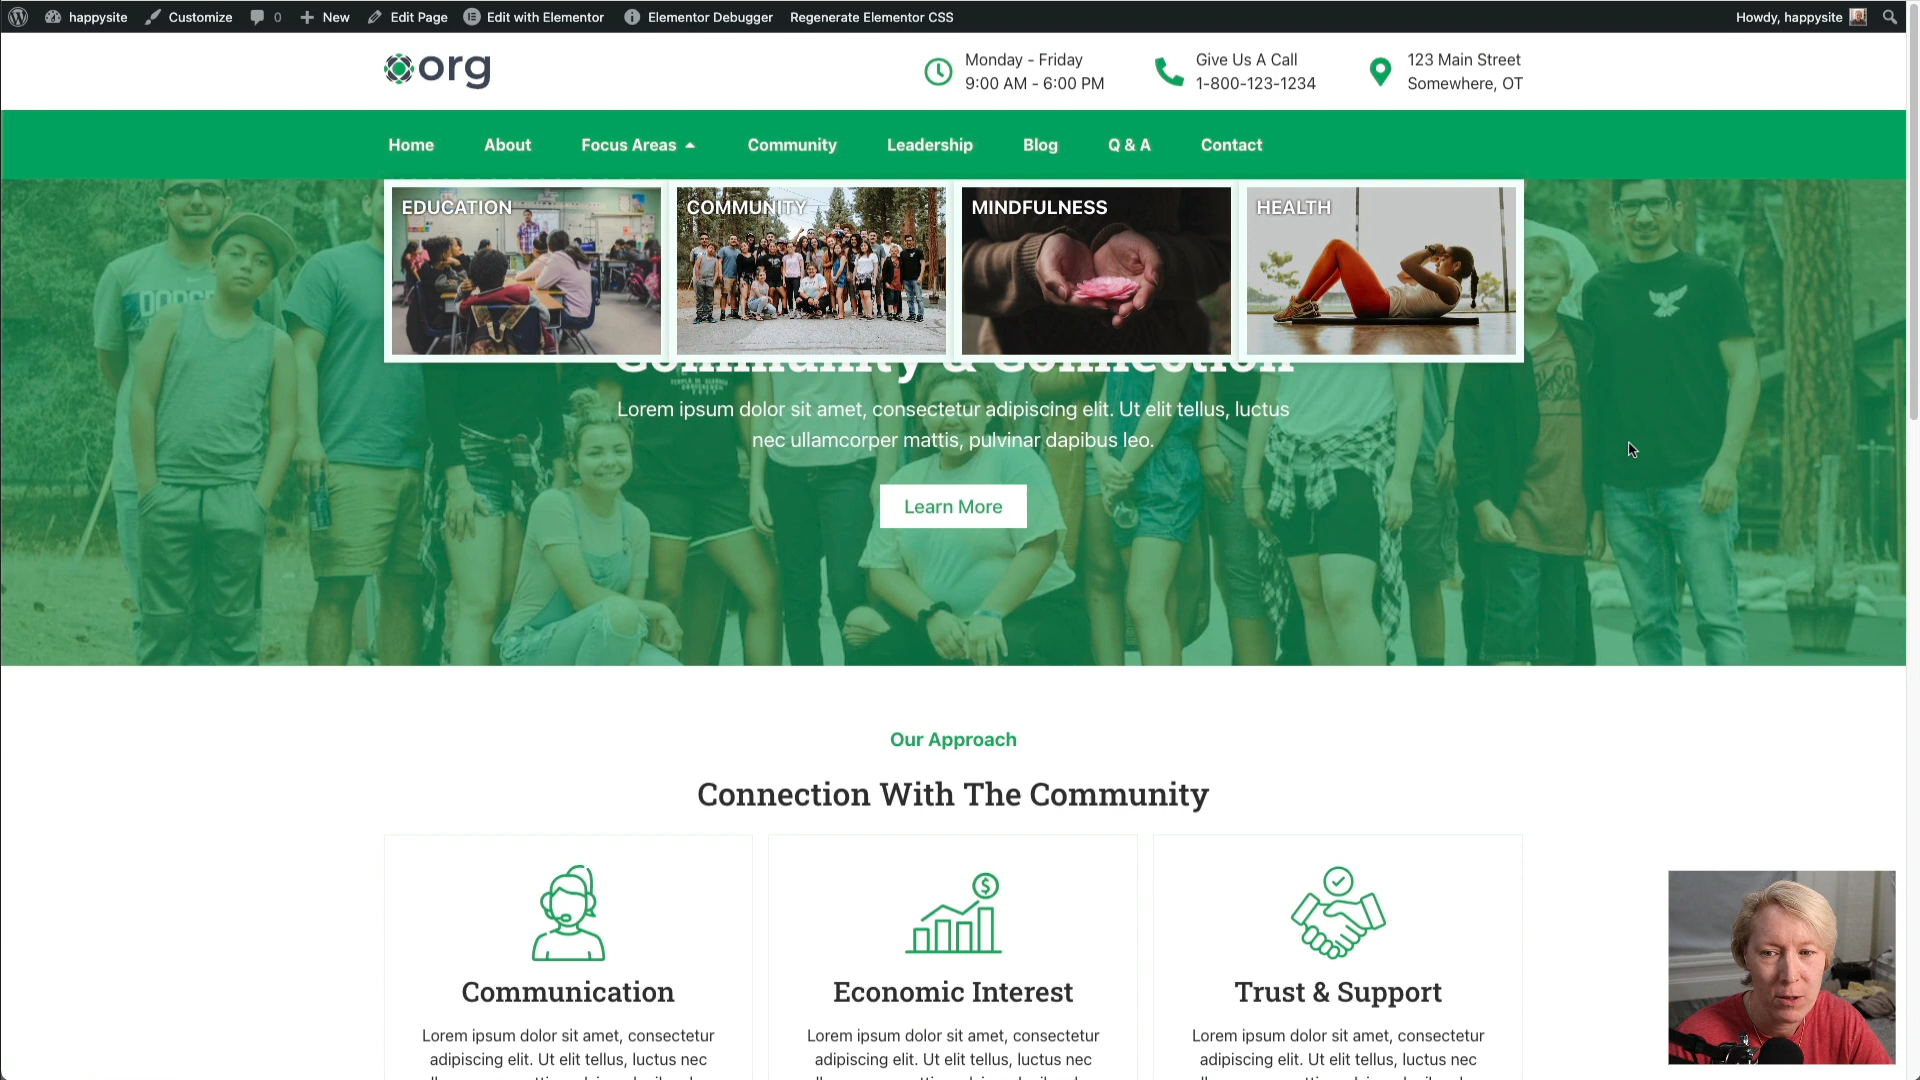 happysite
Customize
0
New
Edit Page
Edit with Elementor
Elementor Debugger
Regenerate Elementor CSS
Howdy, happysite
org
Monday - Friday
9:00 AM - 6:00 PM
Give Us A Call
1-800-123-1234
123 Main Street
Somewhere, OT
Home
About
Focus Areas
Community
Leadership
Blog
Q & A
Contact
EDUCATION
COMMUNITY
MINDFULNESS
HEALTH
Community & Connection
Lorem ipsum dolor sit amet, consectetur adipiscing elit. Ut elit tellus, luctus
nec ullamcorper mattis, pulvinar dapibus leo.
Learn More
Our Approach
Connection With The Community
Communication
Lorem ipsum dolor sit amet, consectetur
adipiscing elit. Ut elit tellus, luctus nec
Economic Interest
Lorem ipsum dolor sit amet, consectetur
adipiscing elit. Ut elit tellus, luctus nec
Trust & Support
Lorem ipsum dolor sit amet, consectetur
adipiscing elit. Ut elit tellus, luctus nec